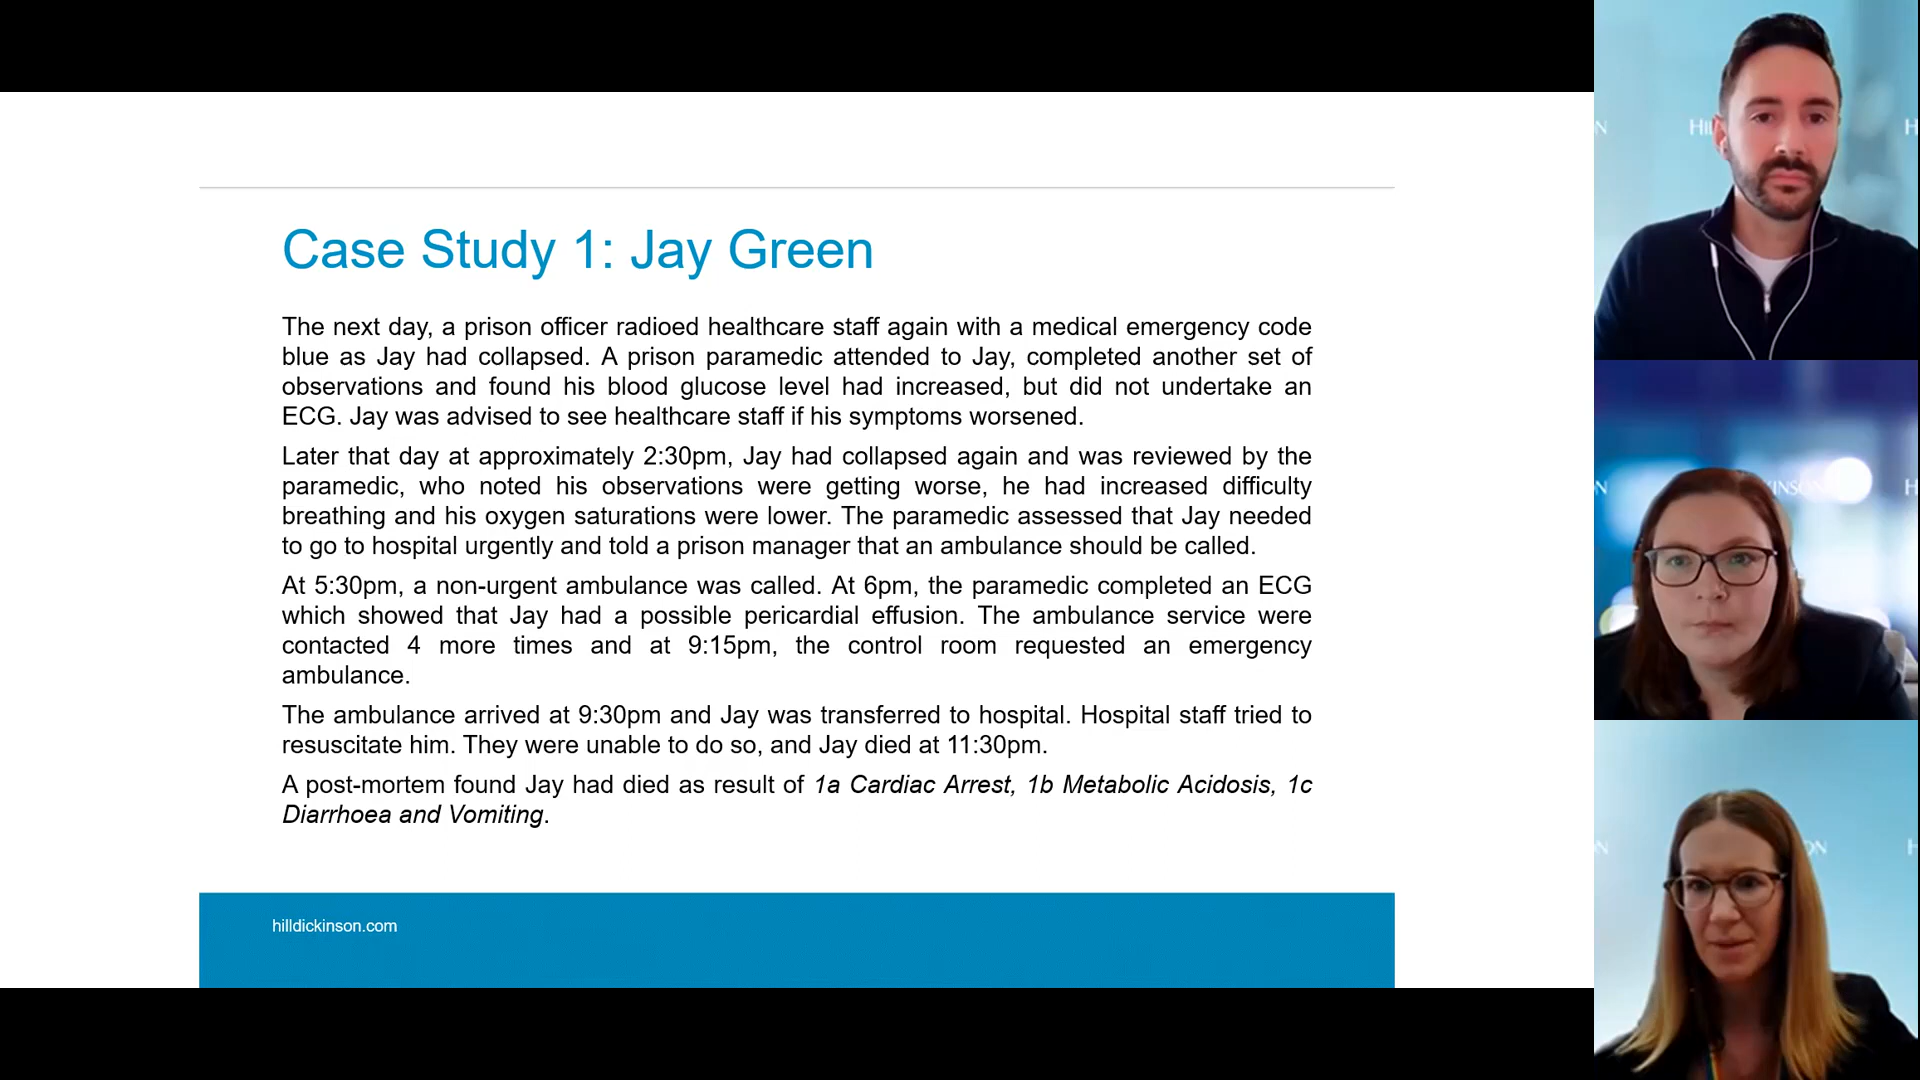 Case Study 1: Jay Green
The next day, a prison officer radioed healthcare staff again with a medical emergency code
blue as Jay had collapsed. A prison paramedic attended to Jay, completed another set of
observations and found his blood glucose level had increased, but did not undertake an
ECG. Jay was advised to see healthcare staff if his symptoms worsened.
Later that day at approximately 2:30pm, Jay had collapsed again and was reviewed by the
paramedic, who noted his observations were getting worse, he had increased difficulty
breathing and his oxygen saturations were lower. The paramedic assessed that Jay needed
to go to hospital urgently and told a prison manager that an ambulance should be called.
At 5:30pm, a non-urgent ambulance was called. At 6pm, the paramedic completed an ECG
which showed that Jay had a possible pericardial effusion. The ambulance service were
contacted 4 more times and at 9:15pm, the control room requested an emergency
ambulance.
The ambulance arrived at 9:30pm and Jay was transferred to hospital. Hospital staff tried to
resuscitate him. They were unable to do so, and Jay died at 11:30pm.
A post-mortem found Jay had died as result of 1a Cardiac Arrest, 1b Metabolic Acidosis, 1c
Diarrhoea and Vomiting.
hilldickinson.com